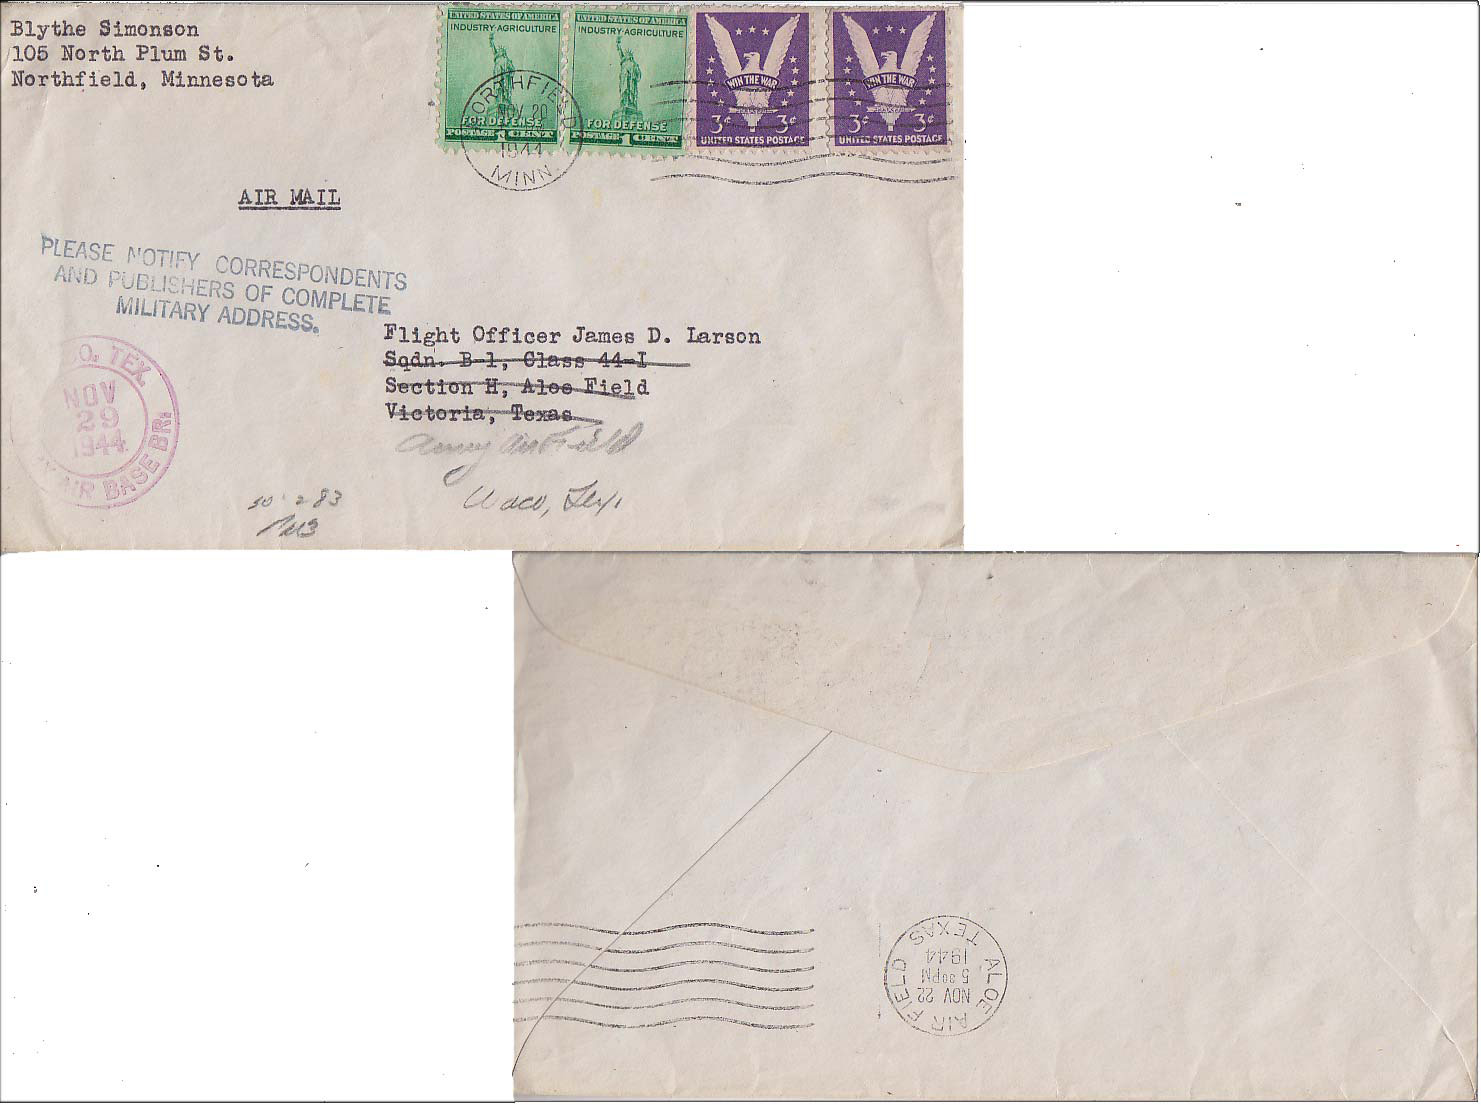 Blythe Simonson
105 North Plum St.
Northfield, Minnesota
UNITED STATES OF AMERICA
INDUSTRY·AGRICULTURE
FOR DEFENSE
POSTAGE 1 CENT
UNITED STATES OF AMERICA
INDUSTRY·AGRICULTURE
FOR DEFENSE
POSTAGE 1 CENT
WIN THE WAR
3¢ 3¢
UNITED STATES POSTAGE
WIN THE WAR
3¢ 3¢
UNITED STATES POSTAGE
NORTHFIELD
NOV 20
1944
MINN.
AIR MAIL
PLEASE NOTIFY CORRESPONDENTS
AND PUBLISHERS OF COMPLETE
MILITARY ADDRESS.
Flight Officer James D. Larson
Sqdn. B-1, Class 44-I
Section H, Aloe Field
Victoria, Texas
Army Air Field
Waco, Tex.
O, TEX.
NOV
29
1944
AIR BASE BR.
ALOE AIR FIELD
NOV 22
5 30 PM
1944
TEXAS